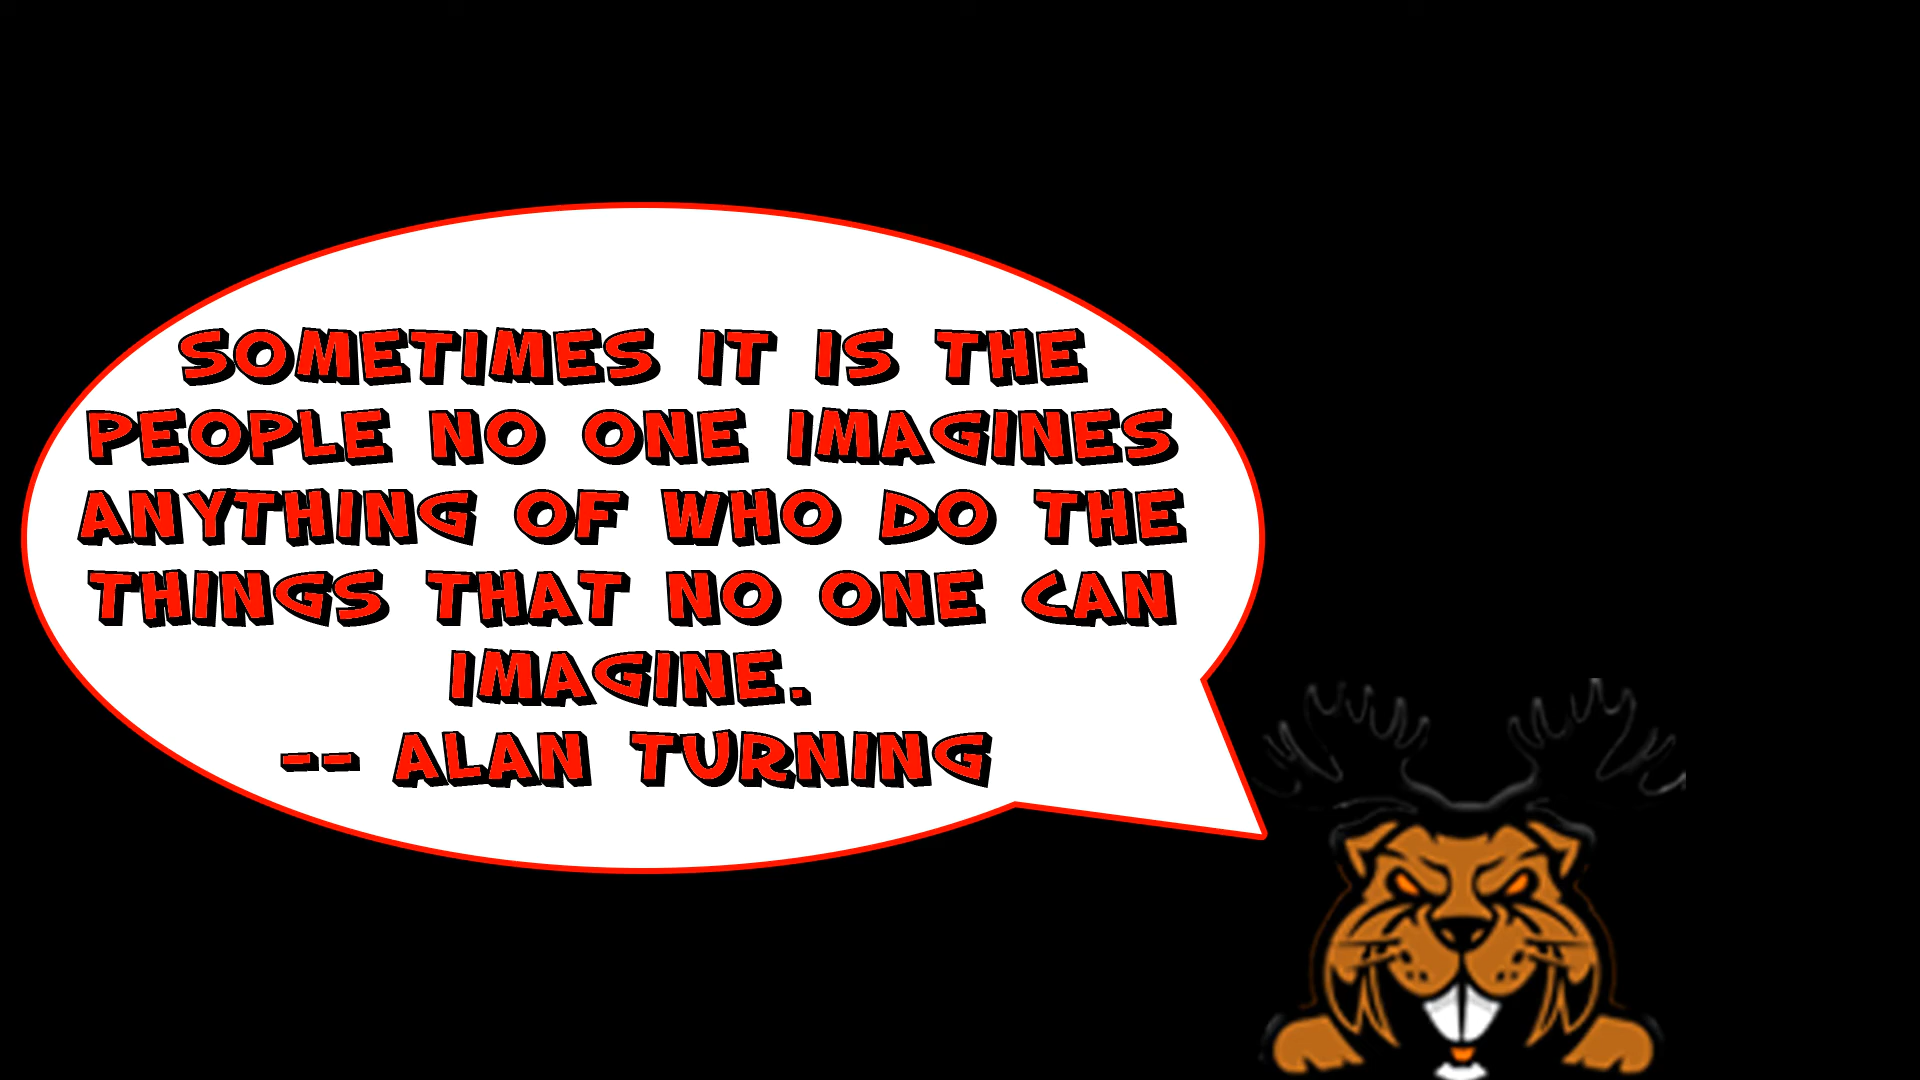 SOMETIMES IT IS THE
PEOPLE NO ONE IMAGINES
ANYTHING OF WHO DO THE
THINGS THAT NO ONE CAN
IMAGINE.
-- ALAN TURNING